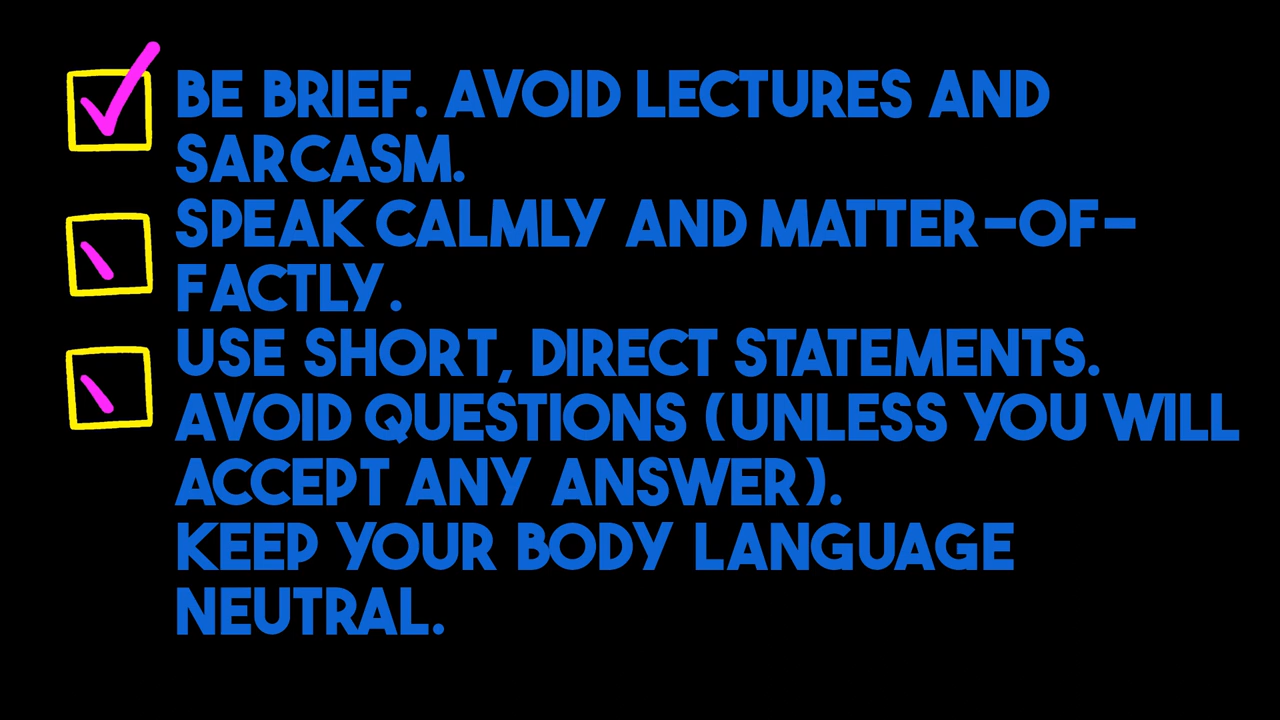 BE BRIEF. AVOID LECTURES AND
SARCASM.
SPEAK CALMLY AND MATTER-OF-
FACTLY.
USE SHORT, DIRECT STATEMENTS.
AVOID QUESTIONS (UNLESS YOU WILL
ACCEPT ANY ANSWER).
KEEP YOUR BODY LANGUAGE
NEUTRAL.